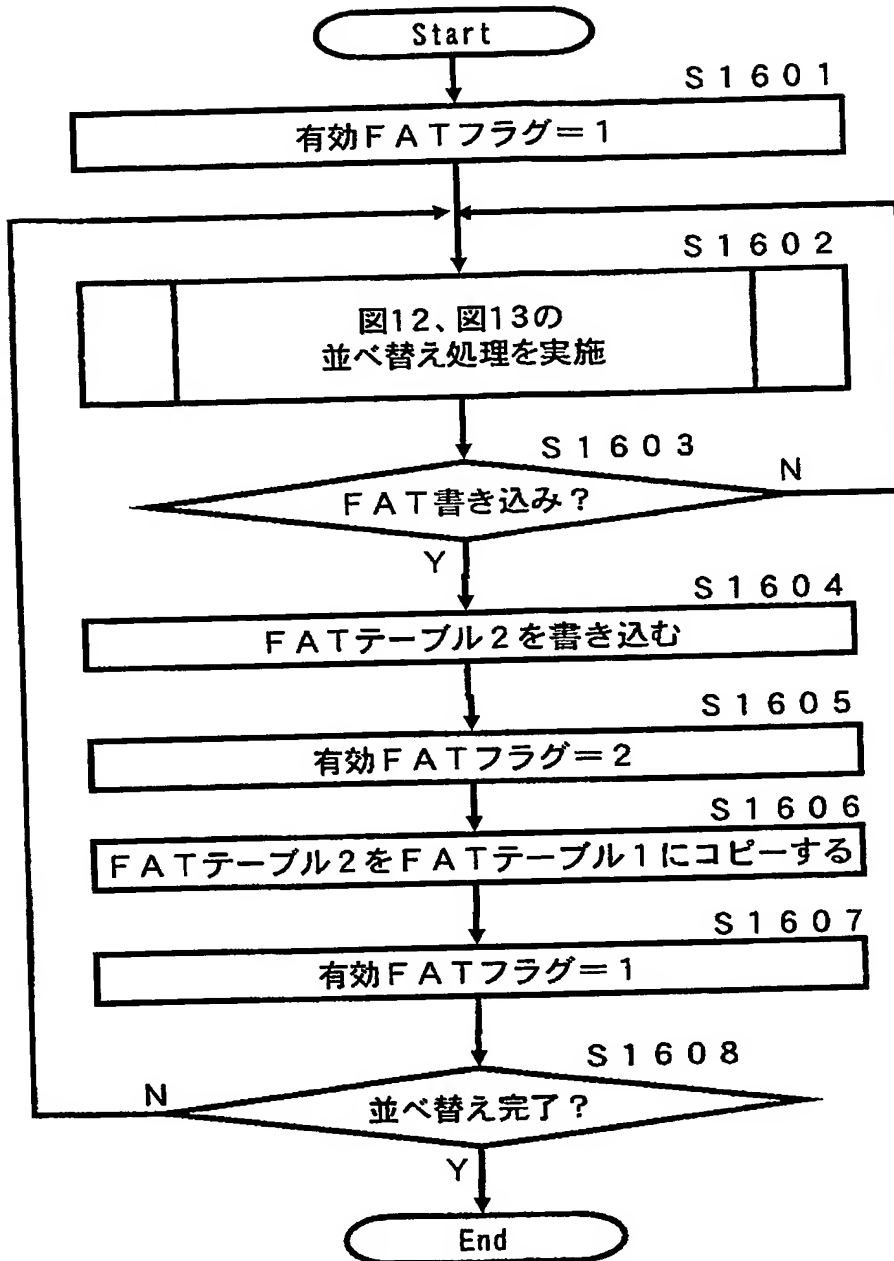 Start
S1601
有効FATフラグ=1
S1602
図12、図13の
並べ替え処理を実施
S1603
FAT書き込み?
N
Y
S1604
FATテーブル2を書き込む
S1605
有効FATフラグ=2
S1606
FATテーブル2をFATテーブル1にコピーする
S1607
有効FATフラグ=1
S1608
並べ替え完了?
N
Y
End